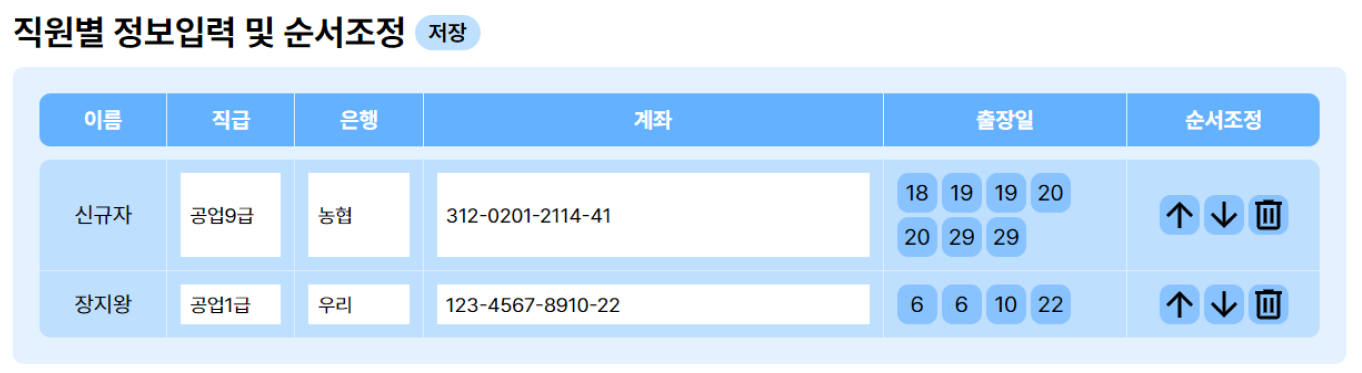 직원별 정보입력 및 순서조정 저장
이름 직급 은행 계좌 출장일 순서조정
신규자 공업9급 농협 312-0201-2114-41 18 19 19 20
20 29 29
장지왕 공업1급 우리 123-4567-8910-22 6 6 10 22